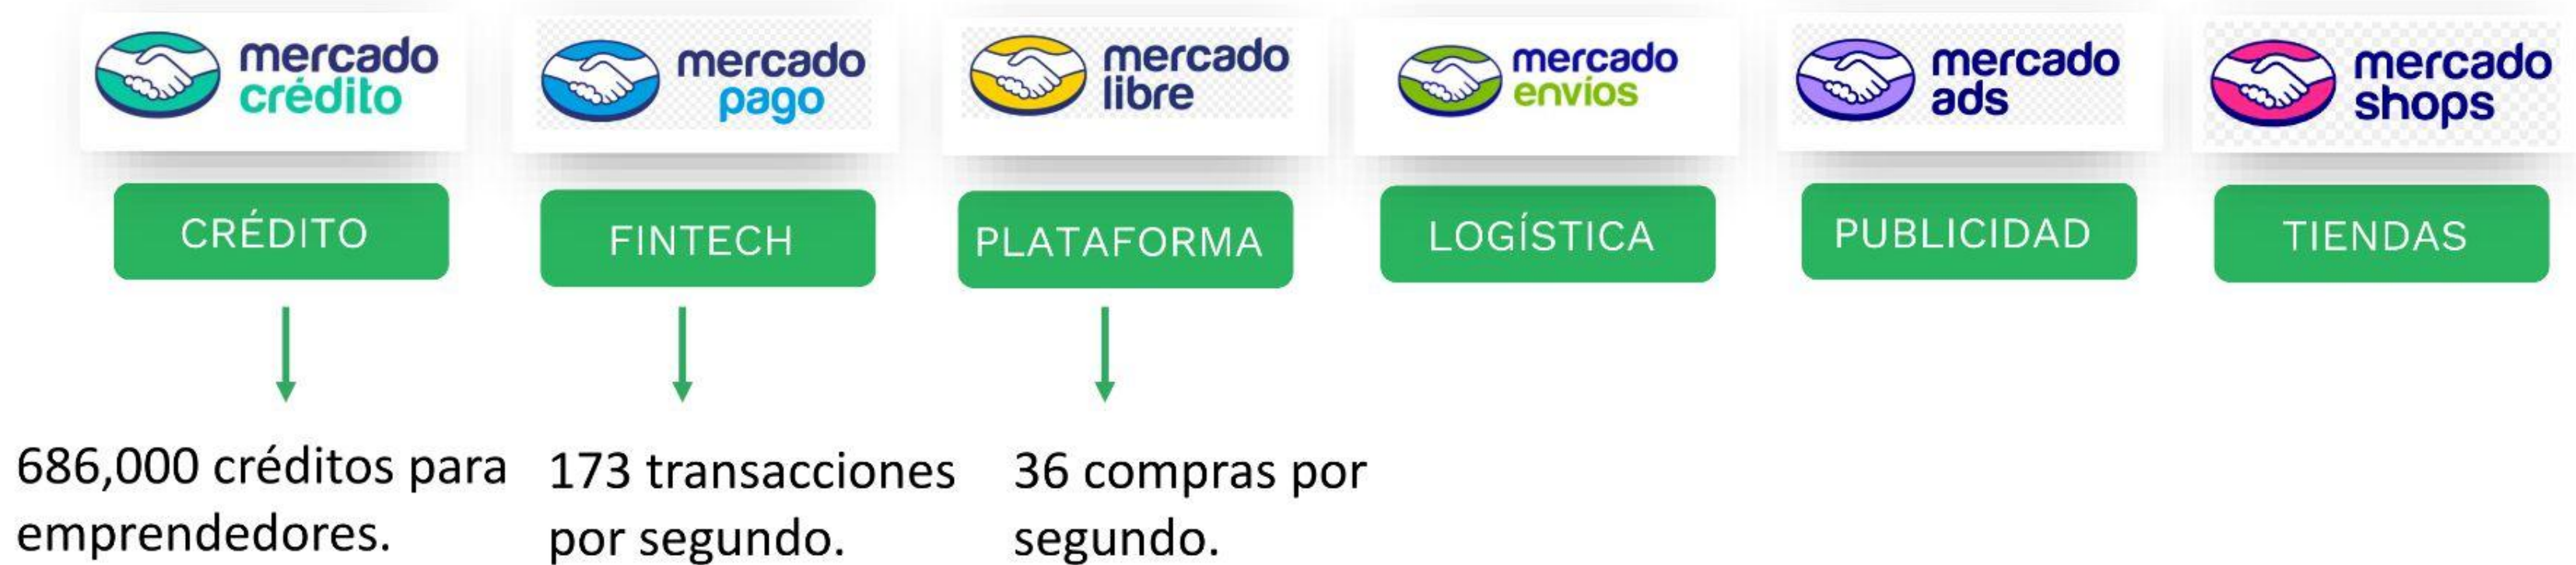 mercado
crédito
mercado
pago
mercado
libre
mercado
envíos
mercado
ads
mercado
shops
CRÉDITO
FINTECH
PLATAFORMA
LOGÍSTICA
PUBLICIDAD
TIENDAS
686,000 créditos para
emprendedores.
173 transacciones
por segundo.
36 compras por
segundo.